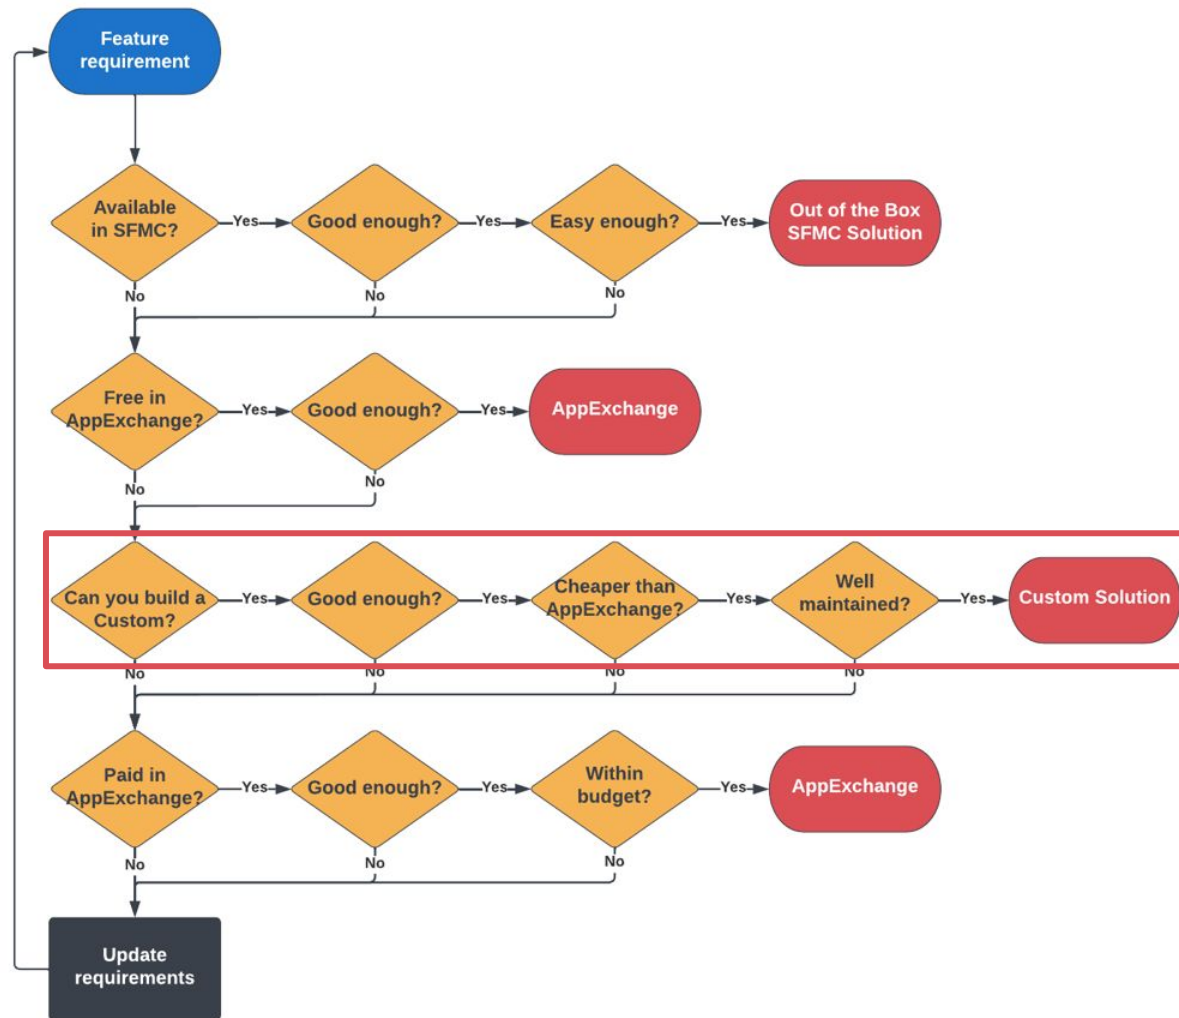 Feature
requirement
Available
in SFMC?
Yes
Good enough?
Yes
Easy enough?
Yes
Out of the Box
SFMC Solution
No
No
No
Free in
AppExchange?
Yes
Good enough?
Yes
AppExchange
No
No
Can you build a
Custom?
Yes
Good enough?
Yes
Cheaper than
AppExchange?
Yes
Well
maintained?
Yes
Custom Solution
No
No
No
No
Paid in
AppExchange?
Yes
Good enough?
Yes
Within
budget?
Yes
AppExchange
No
No
No
Update
requirements